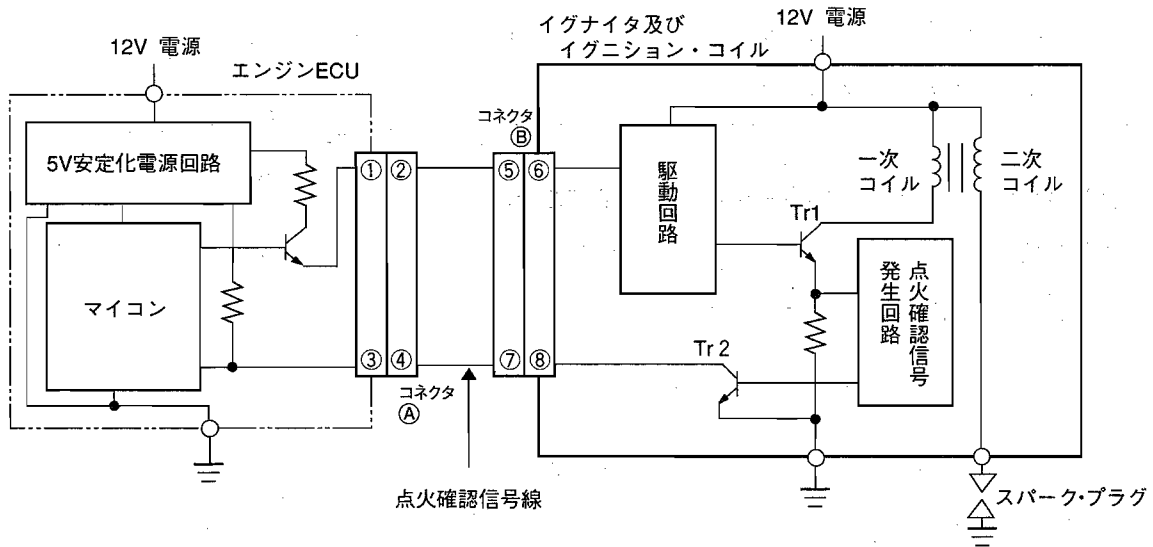 12V 電源
エンジンECU
5V安定化電源回路
マイコン
①
②
③
④
コネクタ
Ⓐ
点火確認信号線
コネクタ
Ⓑ
⑤
⑥
⑦
⑧
イグナイタ及び
イグニション・コイル
12V 電源
駆動回路
一次
コイル
二次
コイル
Tr1
Tr 2
点火確認信号
発生回路
スパーク・プラグ